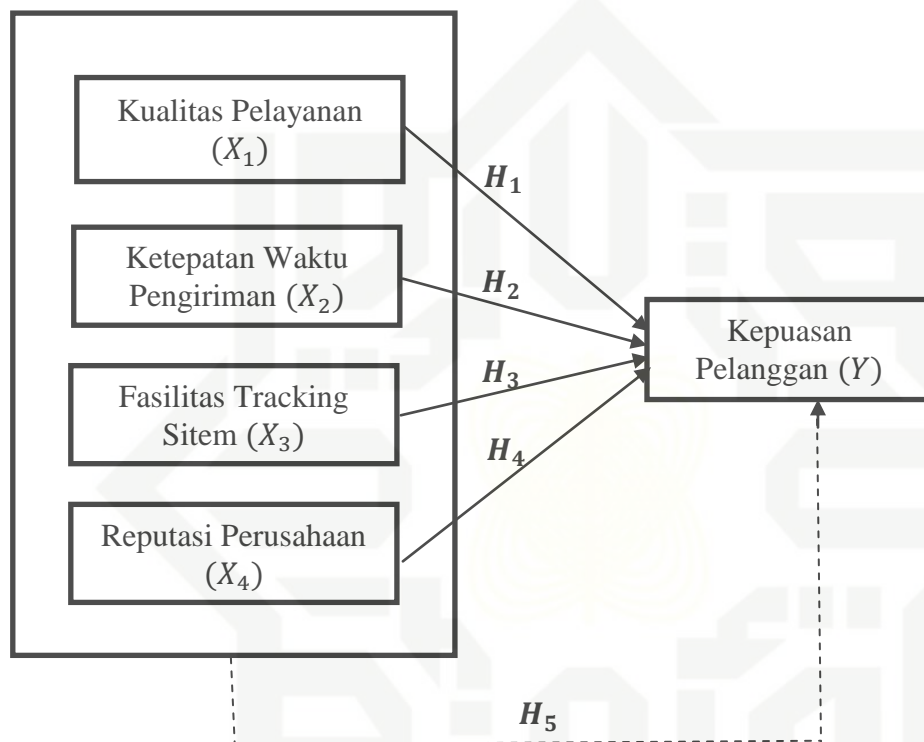 Kualitas Pelayanan
(X₁)
H₁
Ketepatan Waktu
Pengiriman (X₂)
H₂
Kepuasan
Pelanggan (Y)
Fasilitas Tracking
Sitem (X₃)
H₃
H₄
Reputasi Perusahaan
(X₄)
H₅